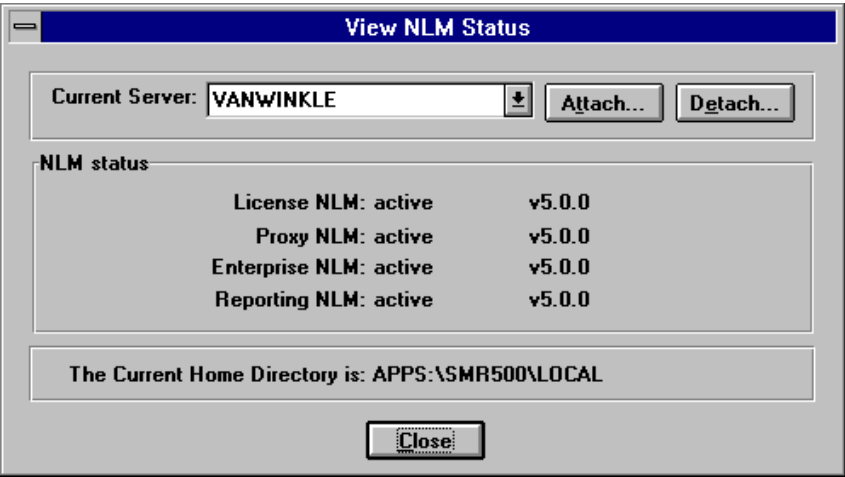 View NLM Status
Current Server: VANWINKLE Attach... Detach...
NLM status
License NLM: active v5.0.0
Proxy NLM: active v5.0.0
Enterprise NLM: active v5.0.0
Reporting NLM: active v5.0.0
The Current Home Directory is: APPS:\SMR500\LOCAL
Close